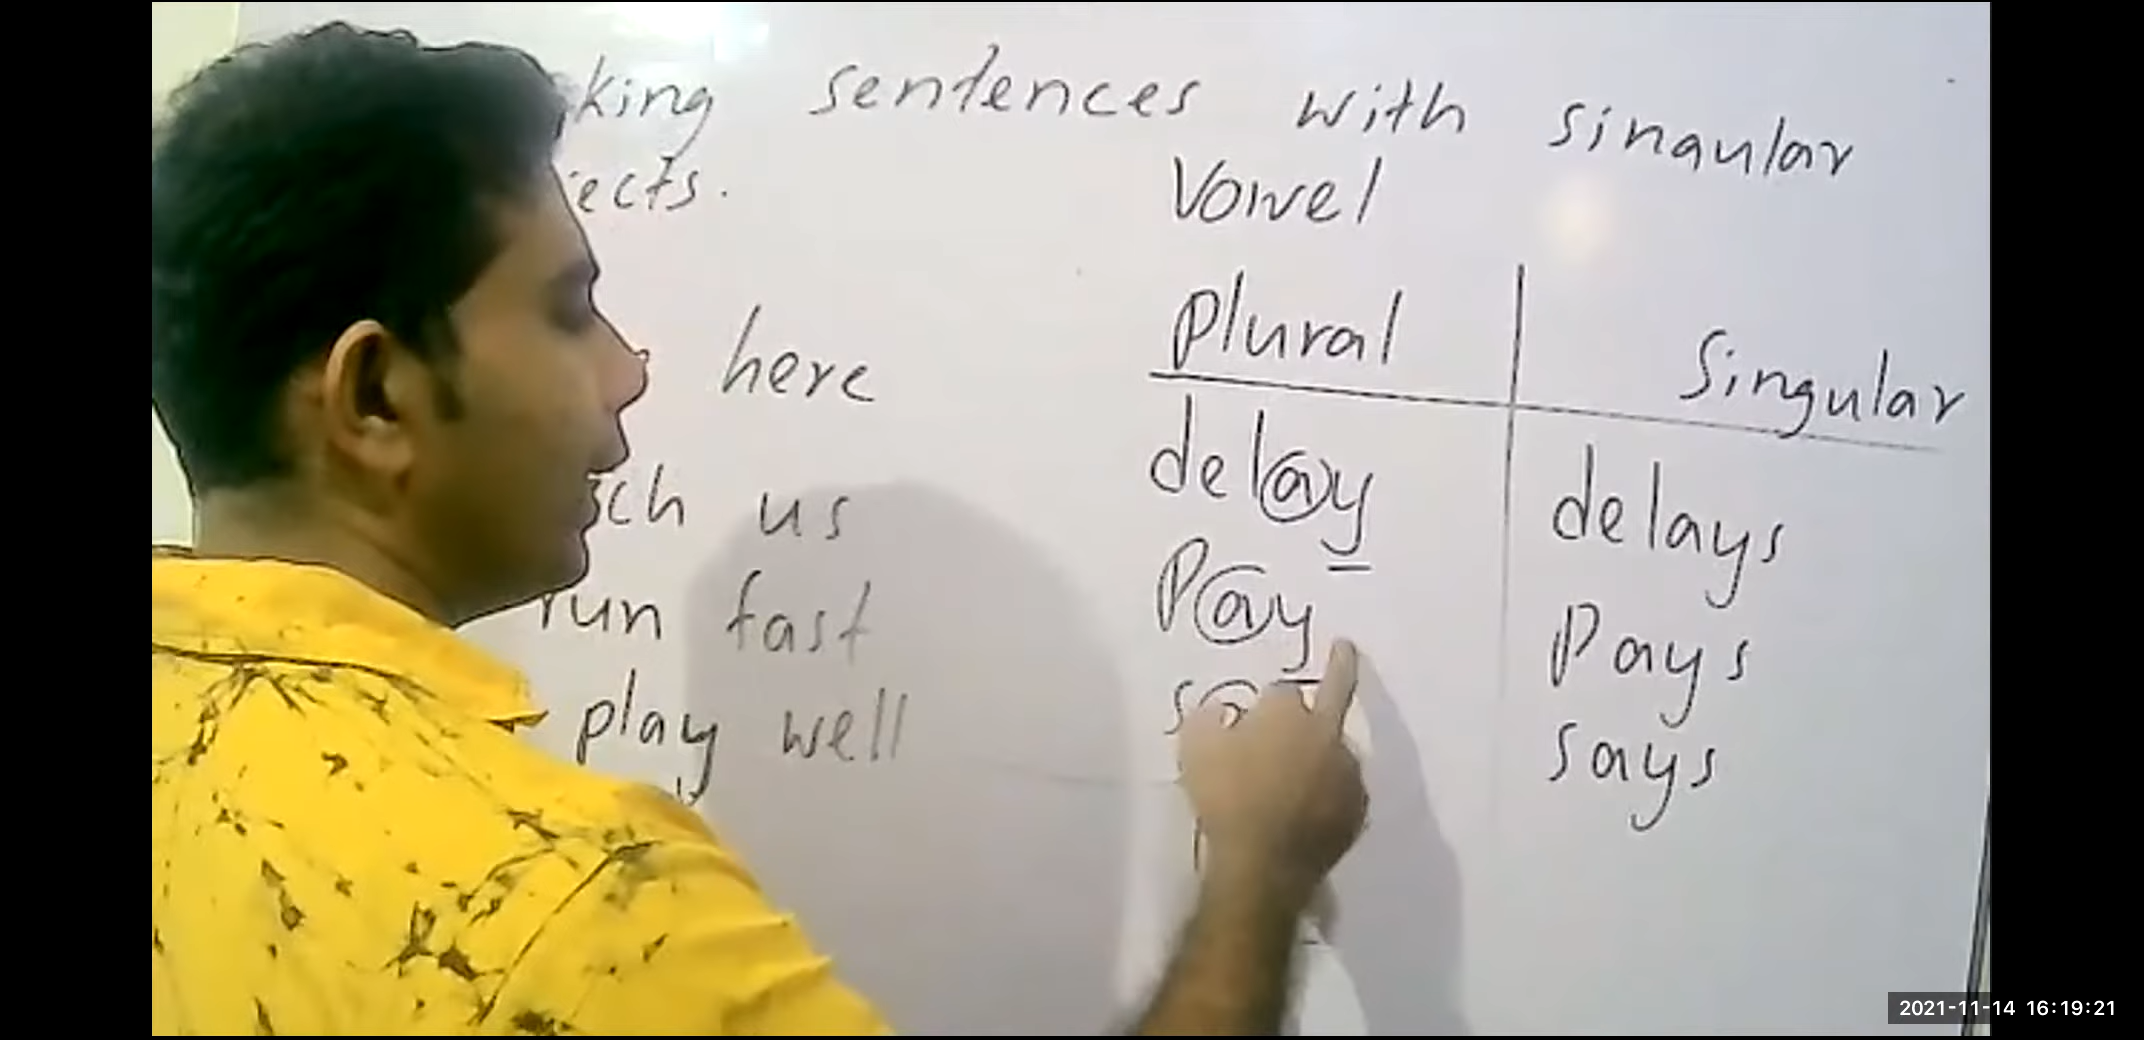 king sentences with singular
ects.
Vowel
Plural Singular
here
delay delays
ch us
Pay Pays
run fast
says
play well
2021-11-14 16:19:21